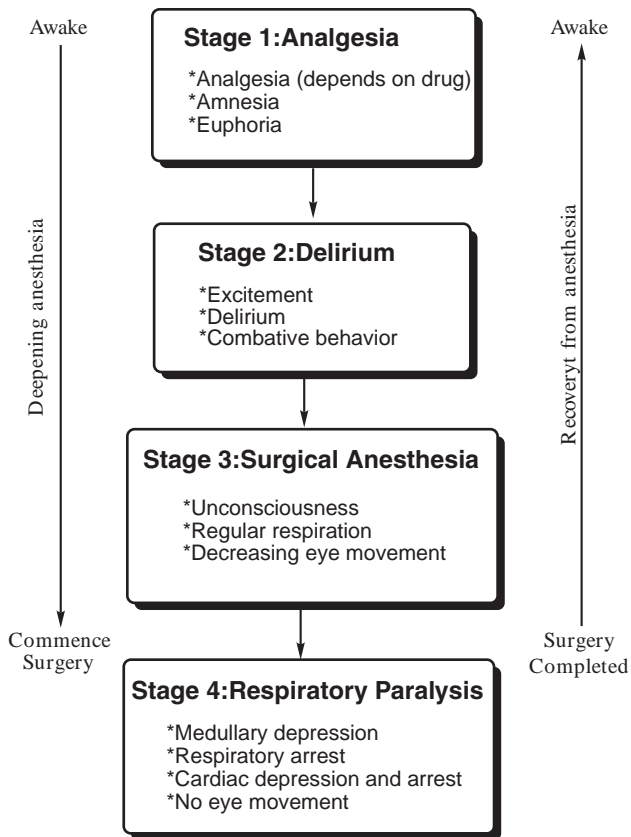 Awake
Stage 1:Analgesia
*Analgesia (depends on drug)
*Amnesia
*Euphoria
Awake
Deepening anesthesia
Stage 2:Delirium
*Excitement
*Delirium
*Combative behavior
Recoveryt from anesthesia
Stage 3:Surgical Anesthesia
*Unconsciousness
*Regular respiration
*Decreasing eye movement
Commence
Surgery
Surgery
Completed
Stage 4:Respiratory Paralysis
*Medullary depression
*Respiratory arrest
*Cardiac depression and arrest
*No eye movement